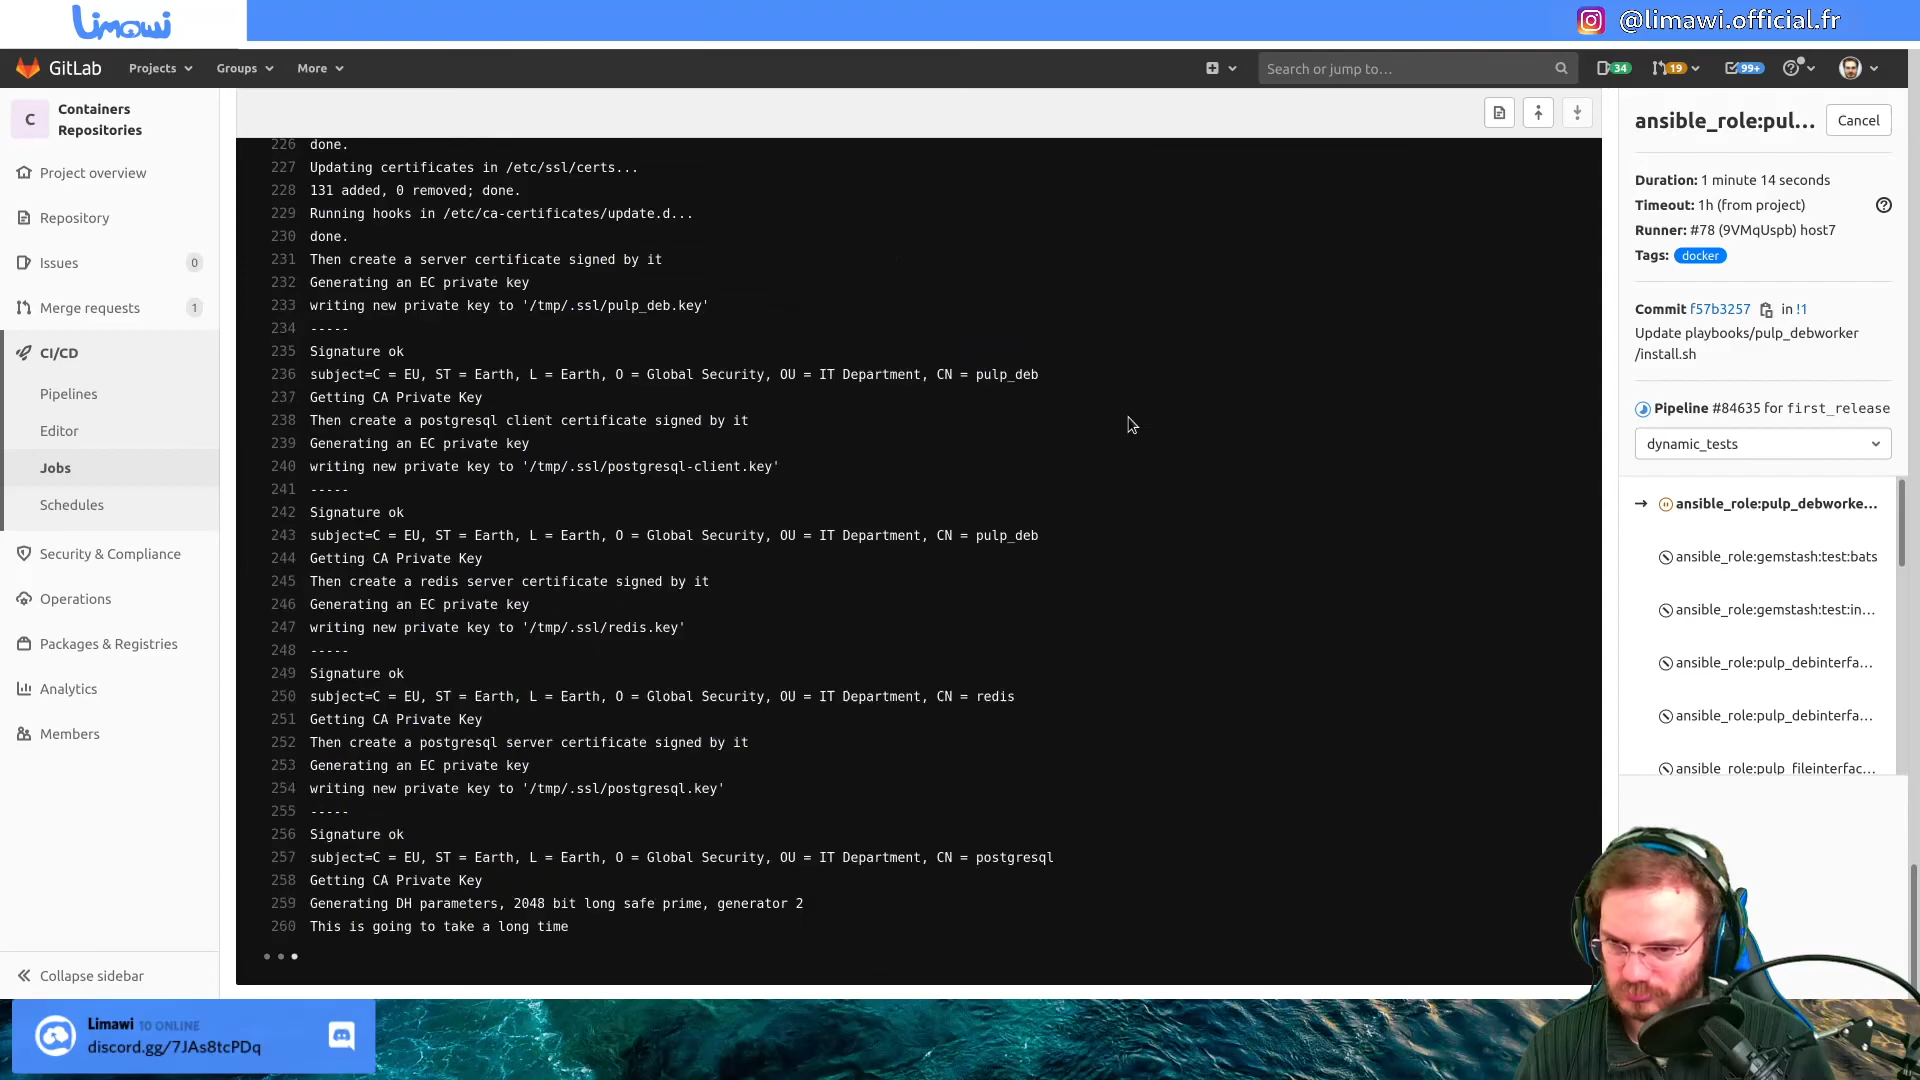 Limawi
@limawi.official.fr
GitLab
Projects
Groups
More
Search or jump to...
34
19
99+
C
Containers
Repositories
Project overview
Repository
Issues
0
Merge requests
1
CI/CD
Pipelines
Editor
Jobs
Schedules
Security & Compliance
Operations
Packages & Registries
Analytics
Members
Collapse sidebar
226 done.
227 Updating certificates in /etc/ssl/certs...
228 131 added, 0 removed; done.
229 Running hooks in /etc/ca-certificates/update.d...
230 done.
231 Then create a server certificate signed by it
232 Generating an EC private key
233 writing new private key to '/tmp/.ssl/pulp_deb.key'
234 -----
235 Signature ok
236 subject=C = EU, ST = Earth, L = Earth, O = Global Security, OU = IT Department, CN = pulp_deb
237 Getting CA Private Key
238 Then create a postgresql client certificate signed by it
239 Generating an EC private key
240 writing new private key to '/tmp/.ssl/postgresql-client.key'
241 -----
242 Signature ok
243 subject=C = EU, ST = Earth, L = Earth, O = Global Security, OU = IT Department, CN = pulp_deb
244 Getting CA Private Key
245 Then create a redis server certificate signed by it
246 Generating an EC private key
247 writing new private key to '/tmp/.ssl/redis.key'
248 -----
249 Signature ok
250 subject=C = EU, ST = Earth, L = Earth, O = Global Security, OU = IT Department, CN = redis
251 Getting CA Private Key
252 Then create a postgresql server certificate signed by it
253 Generating an EC private key
254 writing new private key to '/tmp/.ssl/postgresql.key'
255 -----
256 Signature ok
257 subject=C = EU, ST = Earth, L = Earth, O = Global Security, OU = IT Department, CN = postgresql
258 Getting CA Private Key
259 Generating DH parameters, 2048 bit long safe prime, generator 2
260 This is going to take a long time
ansible_role:pul...
Cancel
Duration: 1 minute 14 seconds
Timeout: 1h (from project)
Runner: #78 (9VMqUspb) host7
Tags: docker
Commit f57b3257 in !1
Update playbooks/pulp_debworker
/install.sh
Pipeline #84635 for first_release
dynamic_tests
ansible_role:pulp_debworke...
ansible_role:gemstash:test:bats
ansible_role:gemstash:test:in...
ansible_role:pulp_debinterfa...
ansible_role:pulp_debinterfa...
ansible_role:pulp_fileinterfac...
Limawi 10 ONLINE
discord.gg/7JAs8tcPDq